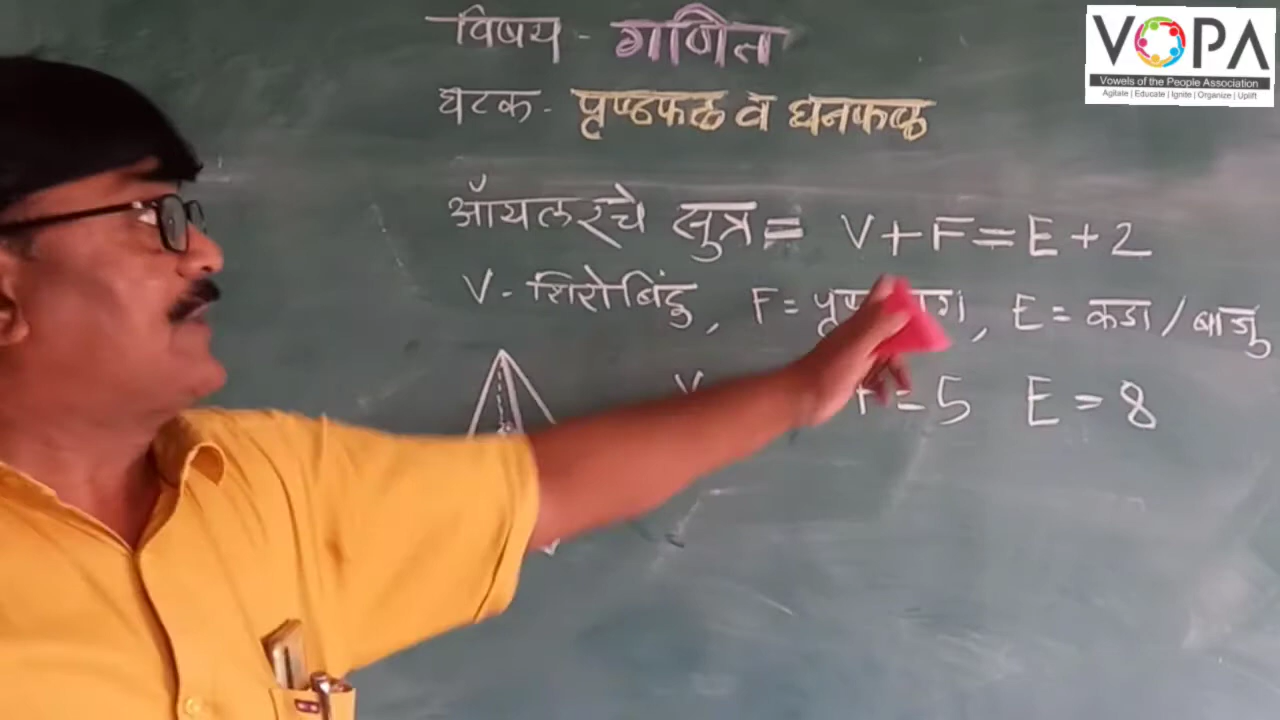 विषय - गणित
घटक - पृष्ठफळ व घनफळ
ऑयलरचे सुत्र = V+F=E+2
V - शिरोबिंदु, F = , E = कडा / बाजु
V F=5 E=8
VOPA
Vowels of the People Association
Agitate | Educate | Ignite | Organize | Uplift